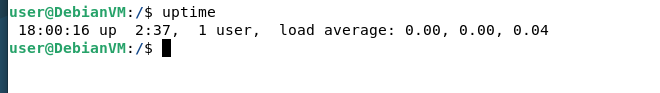 user@DebianVM:/$ uptime
 18:00:16 up  2:37,  1 user,  load average: 0.00, 0.00, 0.04
user@DebianVM:/$